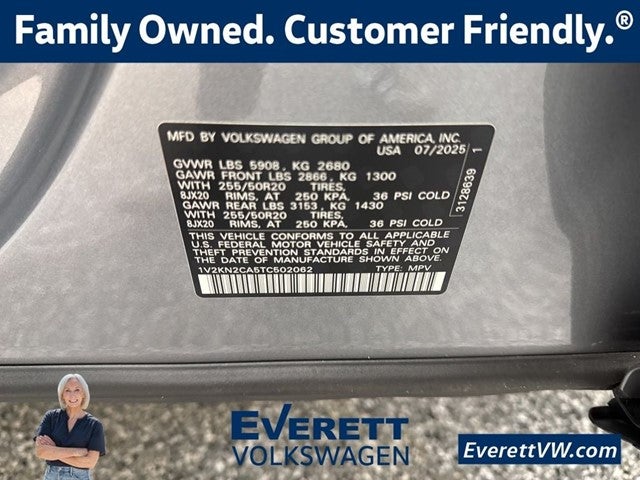 Family Owned. Customer Friendly.®
MFD BY VOLKSWAGEN GROUP OF AMERICA, INC.
USA 07/2025
GVWR LBS 5908, KG 2680
GAWR FRONT LBS 2866, KG 1300
WITH 255/50R20 TIRES,
8JX20 RIMS, AT 250 KPA, 36 PSI COLD
GAWR REAR LBS 3153, KG 1430
WITH 255/50R20 TIRES,
8JX20 RIMS, AT 250 KPA, 36 PSI COLD
THIS VEHICLE CONFORMS TO ALL APPLICABLE
U.S. FEDERAL MOTOR VEHICLE SAFETY AND
THEFT PREVENTION STANDARDS IN EFFECT ON
THE DATE OF MANUFACTURE SHOWN ABOVE.
1V2KN2CA5TC502062 TYPE: MPV
3128639 1
EVERETT
VOLKSWAGEN
EverettVW.com